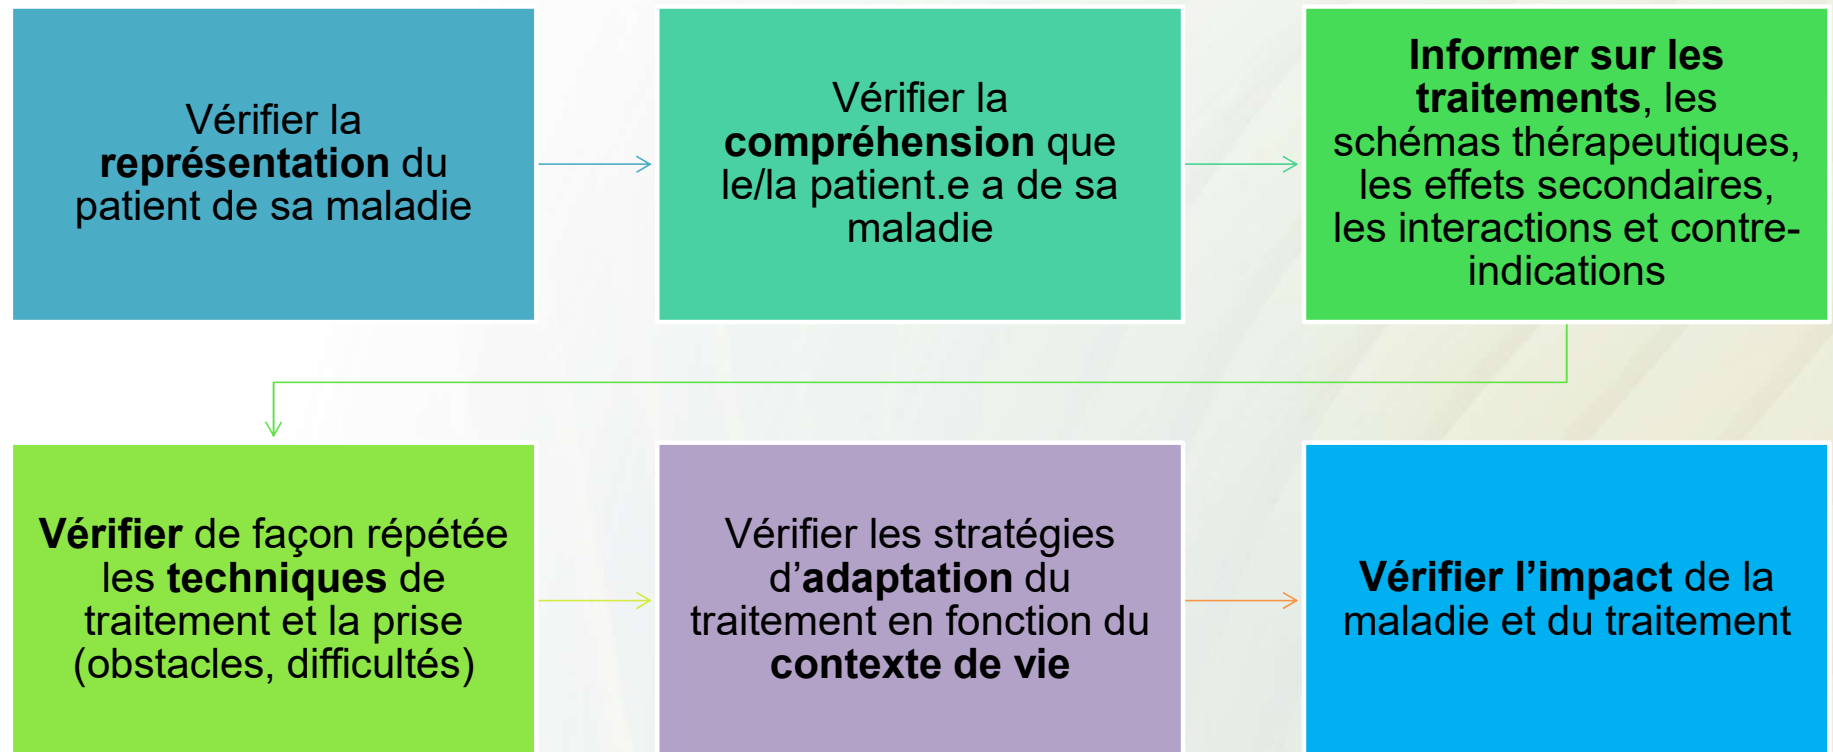 Vérifier la
représentation du
patient de sa maladie
Vérifier la
compréhension que
le/la patient.e a de sa
maladie
Informer sur les
traitements, les
schémas thérapeutiques,
les effets secondaires,
les interactions et contre-
indications
Vérifier de façon répétée
les techniques de
traitement et la prise
(obstacles, difficultés)
Vérifier les stratégies
d’adaptation du
traitement en fonction du
contexte de vie
Vérifier l’impact de la
maladie et du traitement